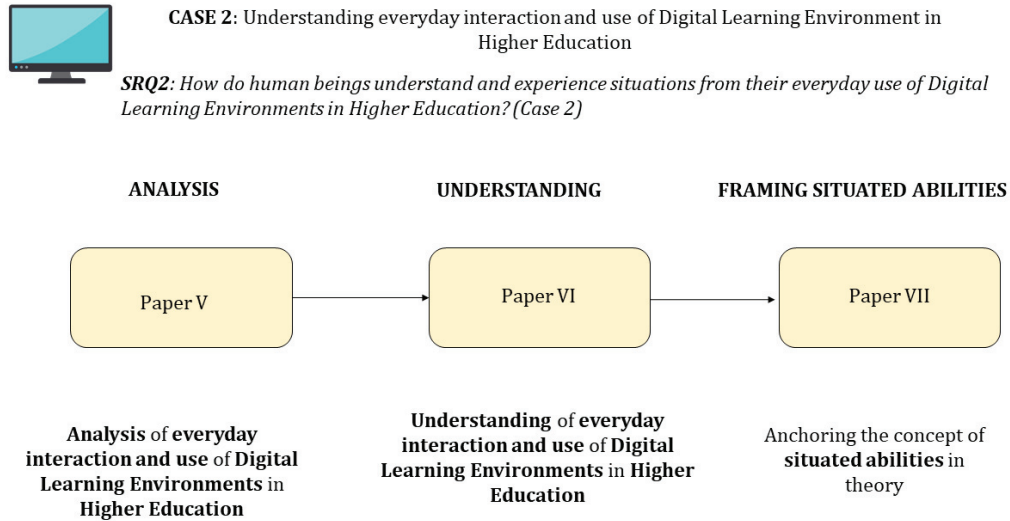 CASE 2: Understanding everyday interaction and use of Digital Learning Environment in
Higher Education
SRQ2: How do human beings understand and experience situations from their everyday use of Digital
Learning Environments in Higher Education? (Case 2)
ANALYSIS
UNDERSTANDING
FRAMING SITUATED ABILITIES
Paper V
Paper VI
Paper VII
Analysis of everyday
interaction and use of Digital
Learning Environments in
Higher Education
Understanding of everyday
interaction and use of Digital
Learning Environments in Higher
Education
Anchoring the concept of
situated abilities in
theory